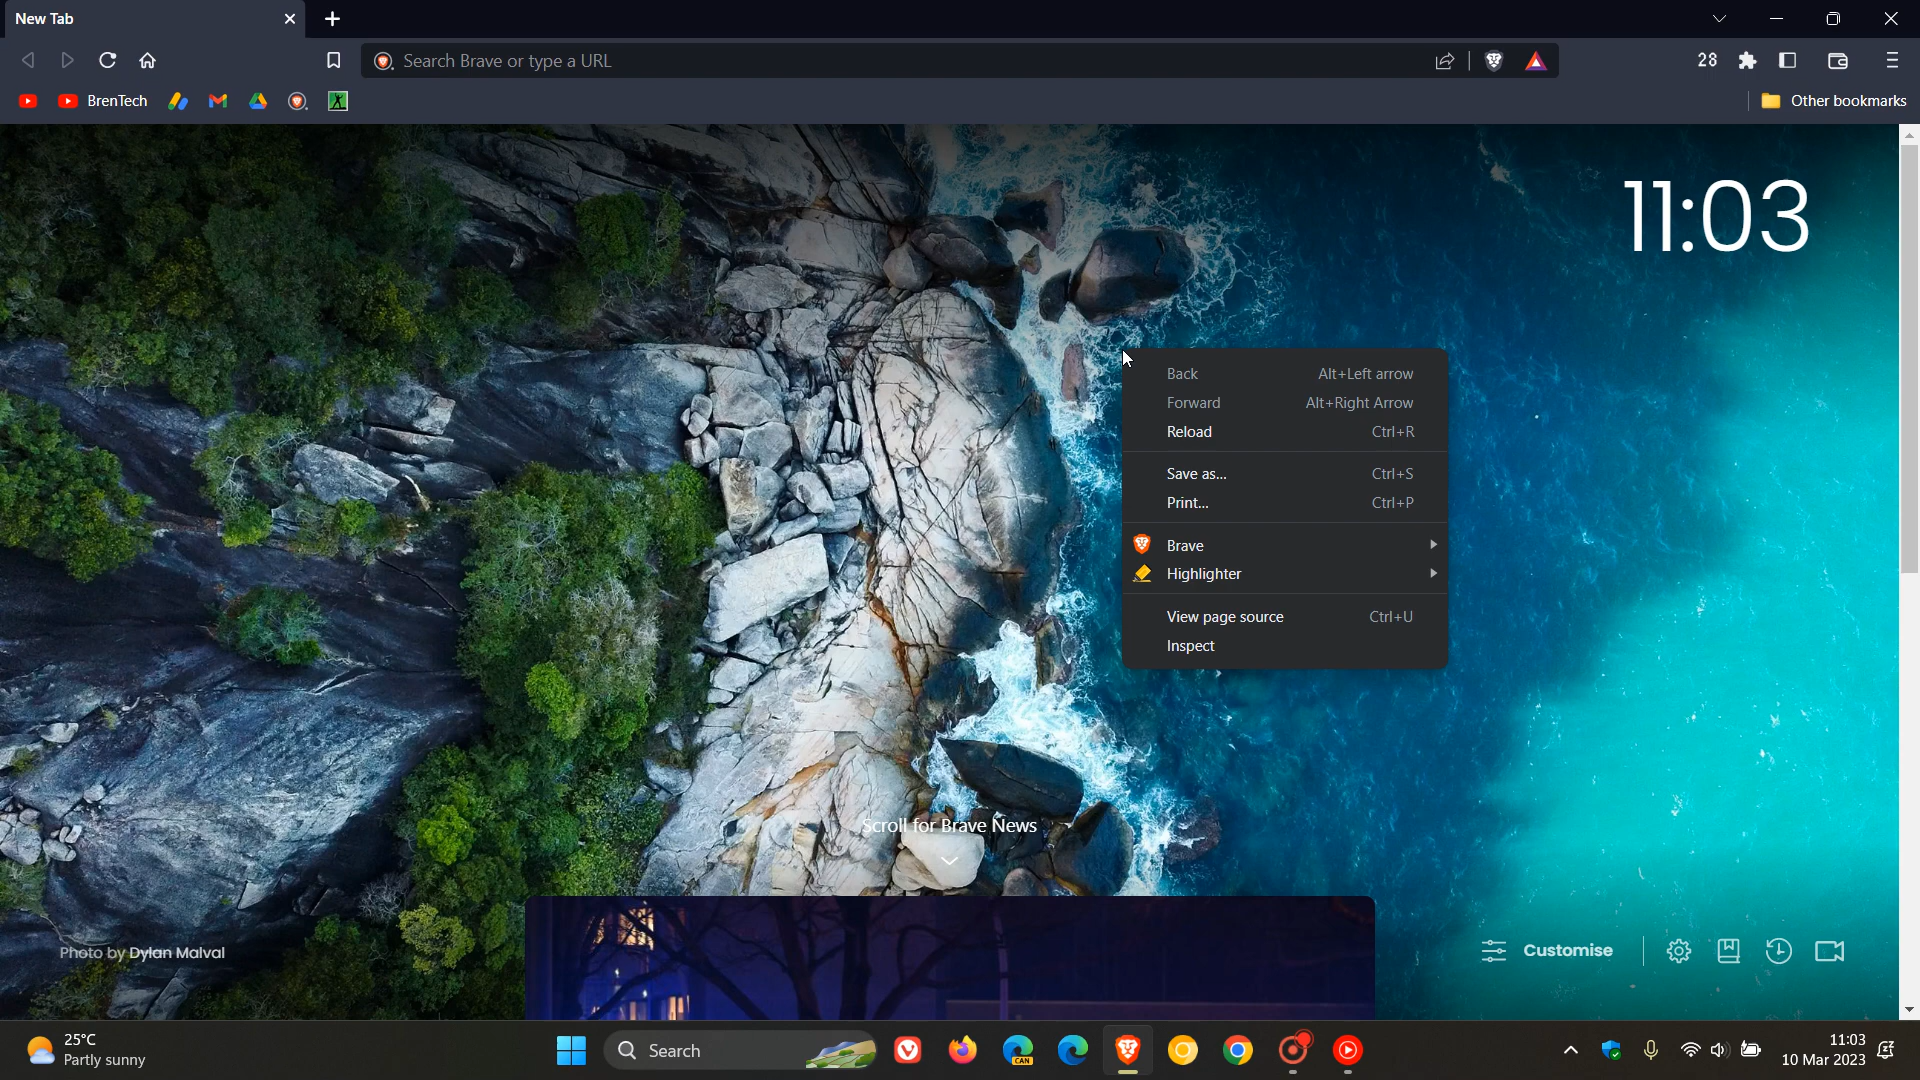 New Tab
Search Brave or type a URL
28
BrenTech
Other bookmarks
11:03
Back Alt+Left arrow
Forward Alt+Right Arrow
Reload Ctrl+R
Save as... Ctrl+S
Print... Ctrl+P
Brave
Highlighter
View page source Ctrl+U
Inspect
Scroll for Brave News
Photo by Dylan Malval
Customise
25°C
Partly sunny
Search
CAN
11:03
10 Mar 2023